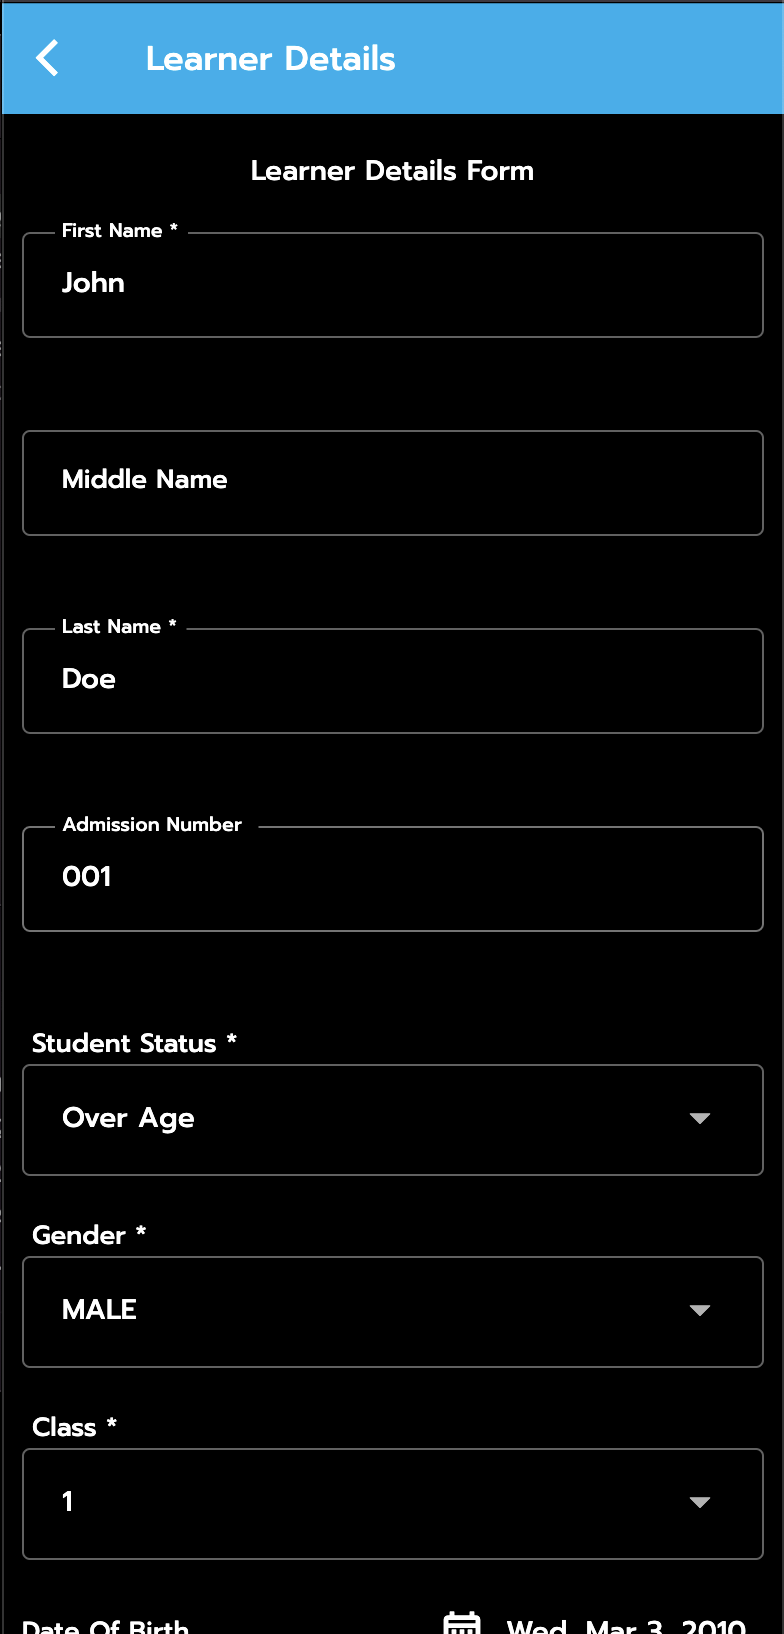 Learner Details
Learner Details Form
First Name *
John
Middle Name
Last Name *
Doe
Admission Number
001
Student Status *
Over Age
Gender *
MALE
Class *
1
Date Of Birth Wed, Mar 3, 2010